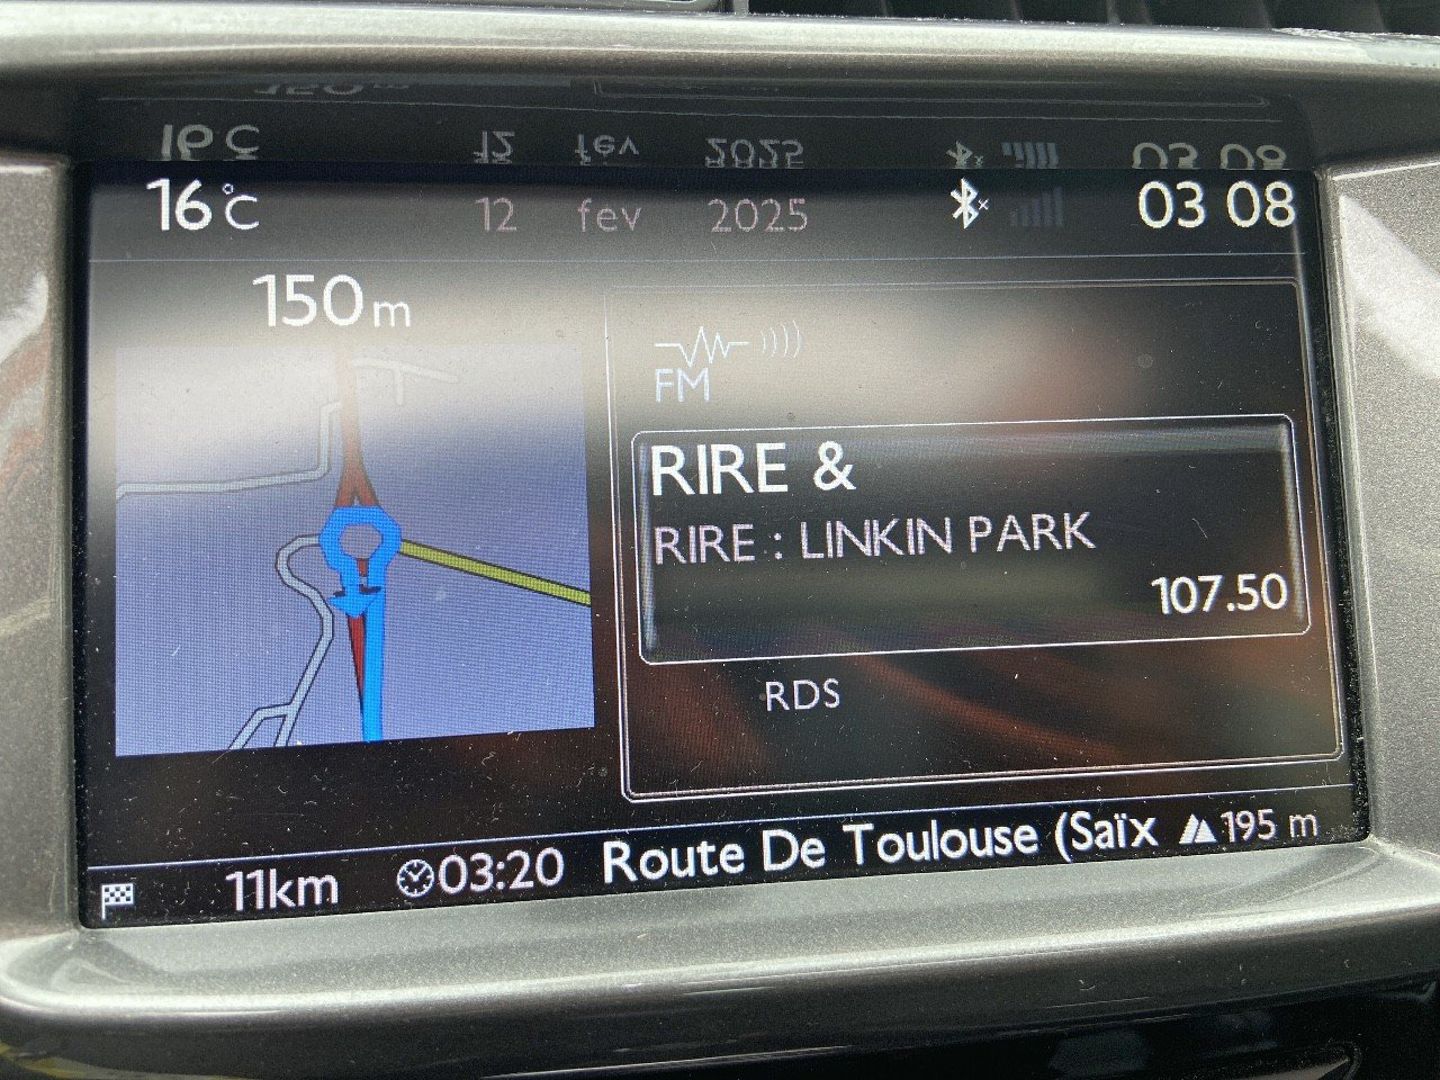 16°C 12 fev 2025 03 08
150m
FM
RIRE &
RIRE : LINKIN PARK
107.50
RDS
11km 03:20 Route De Toulouse (Saïx 195 m